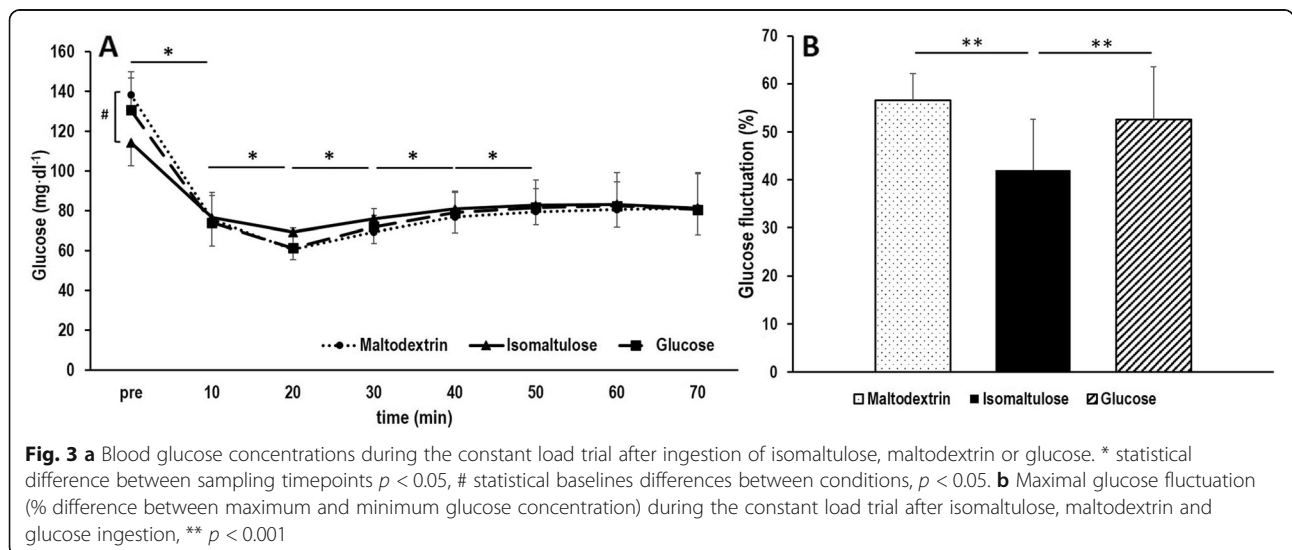 A
160
140
120
100
80
60
40
20
0
Glucose (mg·dl-1)
*
#
* * * *
Maltodextrin Isomaltulose Glucose
pre 10 20 30 40 50 60 70
time (min)
B
70
60
50
40
30
20
10
0
Glucose fluctuation (%)
** **
Maltodextrin Isomaltulose Glucose
Fig. 3 a Blood glucose concentrations during the constant load trial after ingestion of isomaltulose, maltodextrin or glucose. * statistical
difference between sampling timepoints p < 0.05, # statistical baselines differences between conditions, p < 0.05. b Maximal glucose fluctuation
(% difference between maximum and minimum glucose concentration) during the constant load trial after isomaltulose, maltodextrin and
glucose ingestion, ** p < 0.001